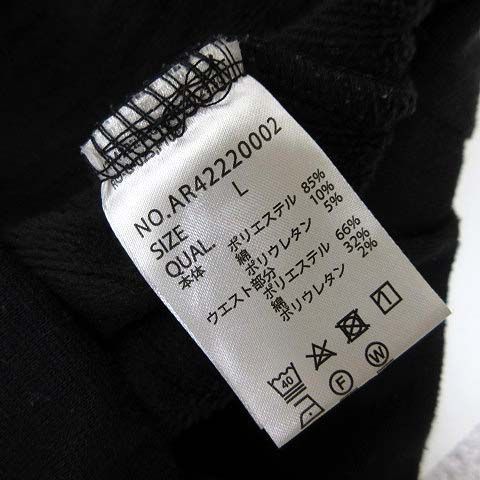 NO.AR42220002
SIZE L
QUAL.
本体 ポリエステル 85%
綿 10%
ポリウレタン 5%
ウエスト部分
ポリエステル 66%
綿 32%
ポリウレタン 2%
40
F W